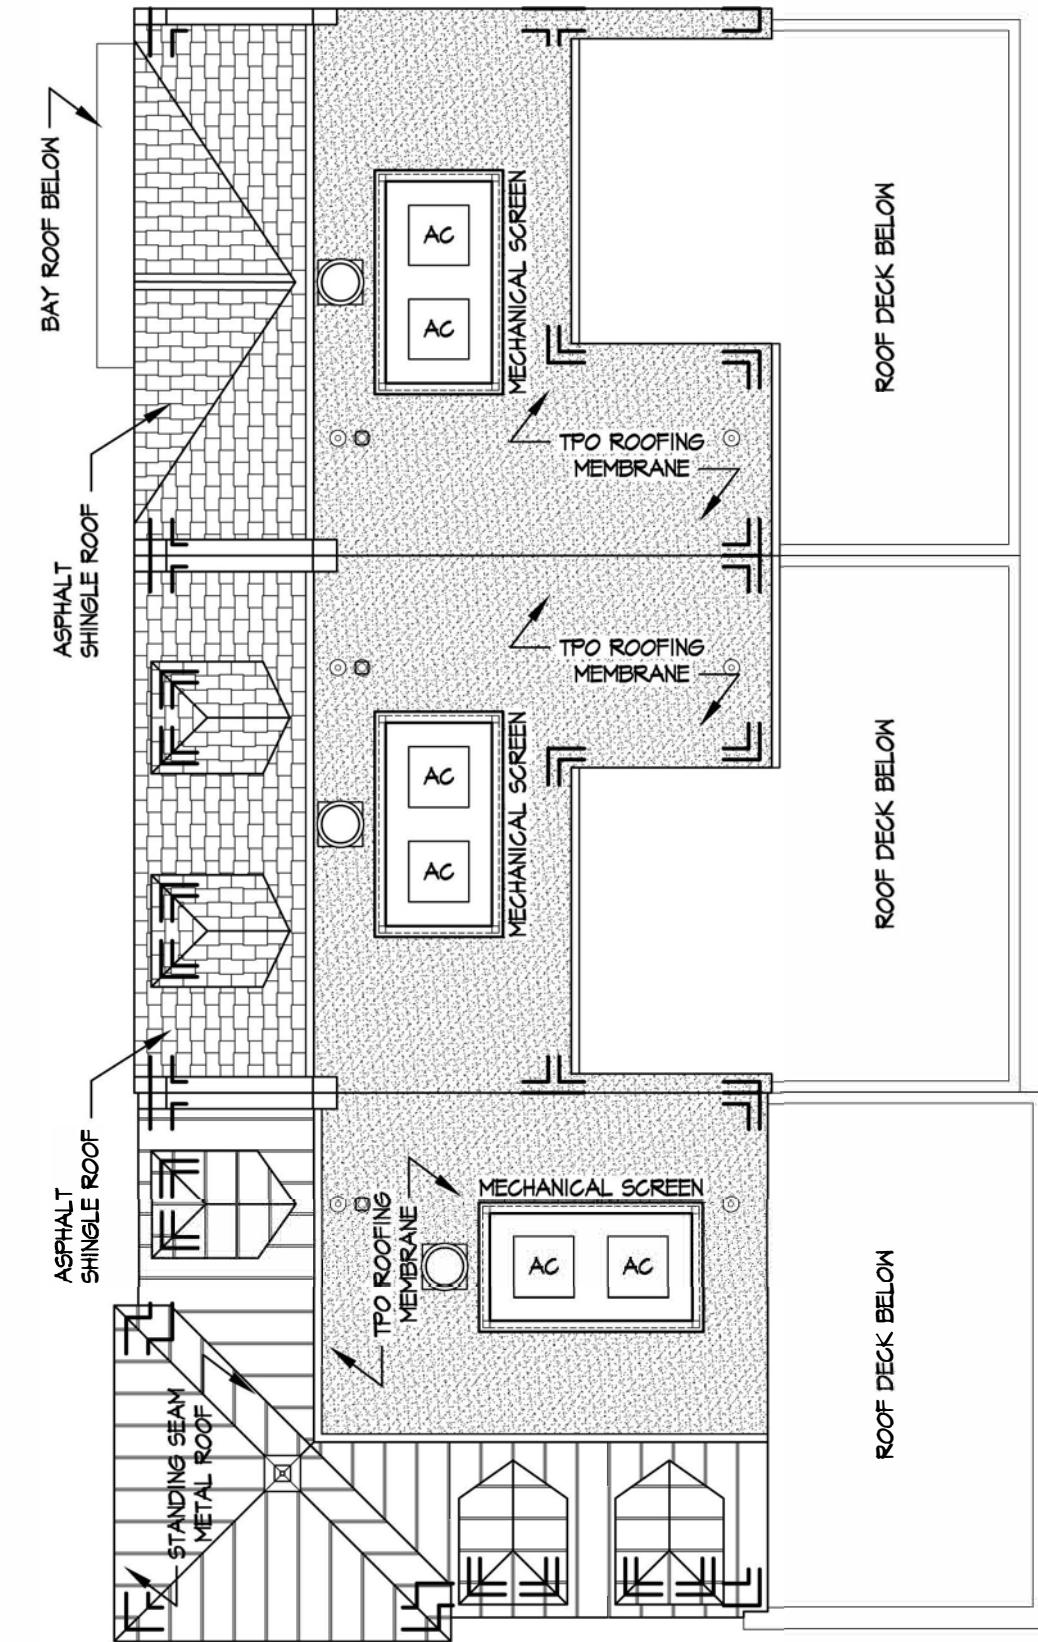 BAY ROOF BELOW
AC
AC
MECHANICAL SCREEN
ROOF DECK BELOW
ASPHALT
SHINGLE ROOF
TPO ROOFING
MEMBRANE
TPO ROOFING
MEMBRANE
AC
AC
MECHANICAL SCREEN
ROOF DECK BELOW
ASPHALT
SHINGLE ROOF
TPO ROOFING
MEMBRANE
MECHANICAL SCREEN
AC
AC
ROOF DECK BELOW
STANDING SEAM
METAL ROOF